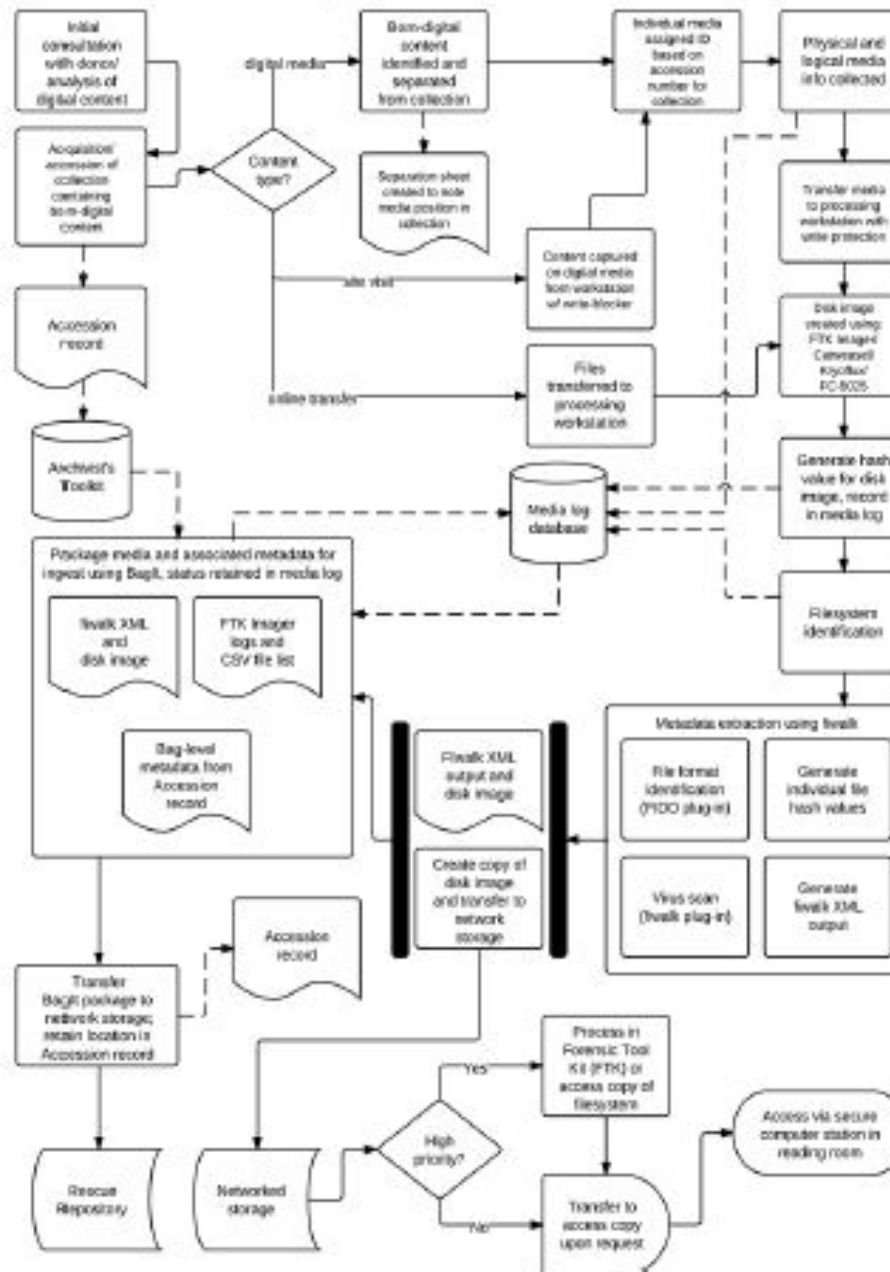 Initial
consultation
with donor/
analysis of
digital content
digital media
Born-digital
content
identified and
separated
from collection
Individual media
assigned ID
based on
accession
number for
collection
Physical and
logical media
info collected
Acquisition/
accession of
collection
containing
born-digital
content
Content
type?
Separation sheet
created to note
media position in
collection
Transfer media
to processing
workstation with
write protection
site visit
Content captured
on digital media
from workstation
w/ write-blocker
Accession
record
Disk image
created using:
FTK Imager/
Catweasel/
Kryoflux/
FC-5025
online transfer
Files
transferred to
processing
workstation
Archivist's
Toolkit
Media log
database
Generate hash
value for disk
image, record
in media log
Package media and associated metadata for
ingest using BagIt, status retained in media log
fiwalk XML
and
disk image
FTK Imager
logs and
CSV file list
Bag-level
metadata from
Accession
record
Filesystem
identification
Metadata extraction using fiwalk
File format
identification
(FIDO plug-in)
Generate
individual file
hash values
Virus scan
(fiwalk plug-in)
Generate
fiwalk XML
output
Fiwalk XML
output and
disk image
Create copy of
disk image
and transfer to
network
storage
Transfer
BagIt package to
network storage;
retain location in
Accession record
Accession
record
Rescue
Repository
Networked
storage
High
priority?
Yes
No
Process in
Forensic Tool
Kit (FTK) or
access copy of
filesystem
Transfer to
access copy
upon request
Access via secure
computer station in
reading room